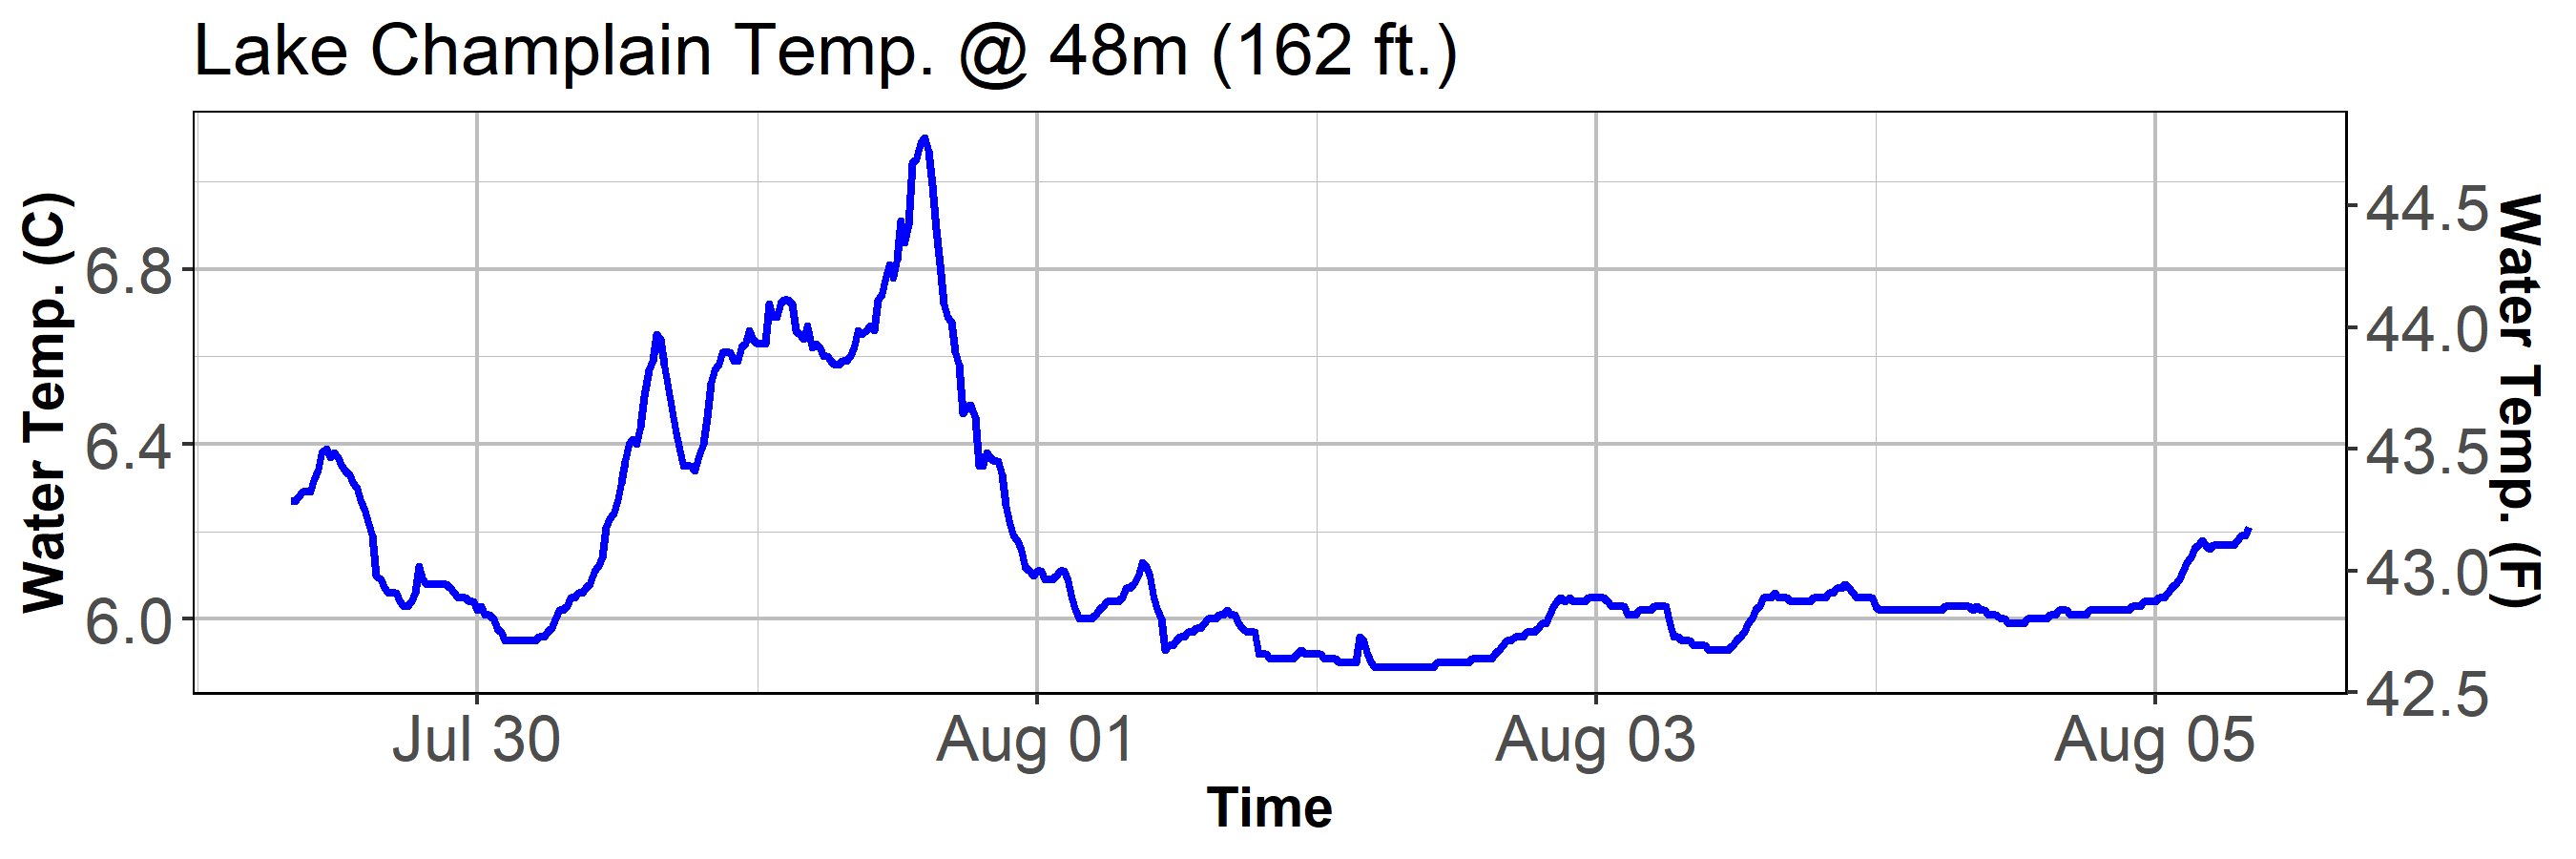 Lake Champlain Temp. @ 48m (162 ft.)
Water Temp. (C)
6.8
6.4
6.0
44.5
44.0
43.5
43.0
42.5
Water Temp. (F)
Jul 30
Aug 01
Aug 03
Aug 05
Time